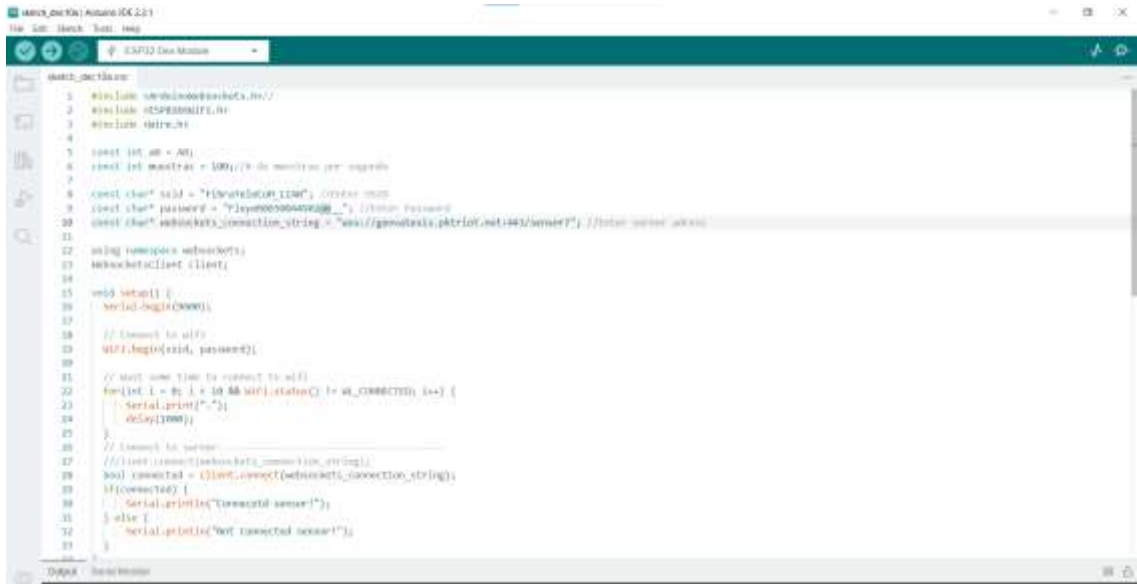 sketch_dec10a | Arduino IDE 2.2.1
File Edit Sketch Tools Help
ESP32 Dev Module
sketch_dec10a.ino
1 #include <ArduinoWebsockets.h>//
2 #include <ESP8266WiFi.h>
3 #include <Wire.h>
4
5 const int a0 = A0;
6 const int muestras = 100;//# de muestras por segundo
7
8 const char* ssid = //Enter SSID
9 const char* password = //Enter Password
10 const char* websockets_connection_string = //Enter server adress
11
12 using namespace websockets;
13 WebsocketsClient client;
14
15 void setup() {
16 Serial.begin(9600);
17
18 // Connect to wifi
19 WiFi.begin(ssid, password);
20
21 // Wait some time to connect to wifi
22 for(int i = 0; i < 10 && WiFi.status() != WL_CONNECTED; i++) {
23 Serial.print(".");
24 delay(1000);
25 }
26 // Connect to server
27 client.connect(websockets_connection_string);
28 bool connected = client.connect(websockets_connection_string);
29 if(connected) {
30 Serial.println(
31 } else {
32 Serial.println("Not connected sensor!");
33 }
Output Serial Monitor